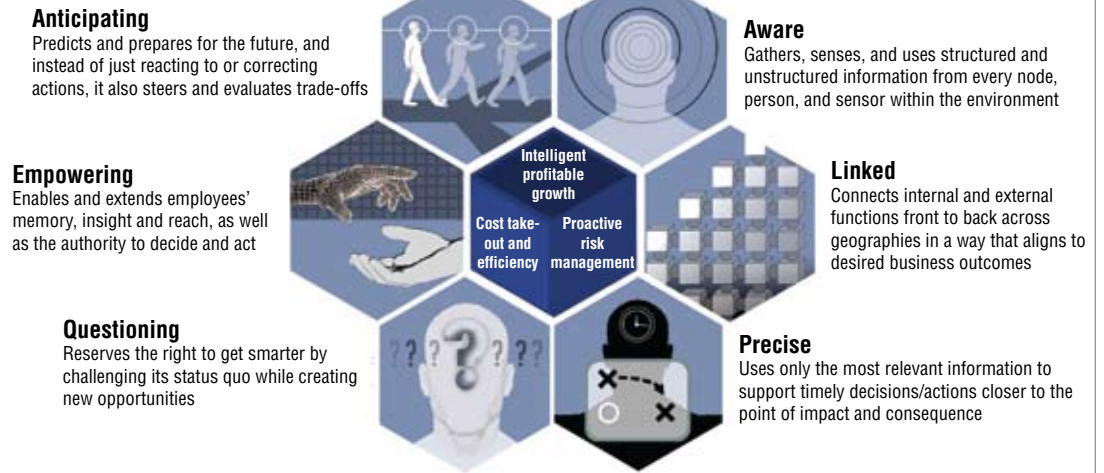 Anticipating
Predicts and prepares for the future, and
instead of just reacting to or correcting
actions, it also steers and evaluates trade-offs
Aware
Gathers, senses, and uses structured and
unstructured information from every node,
person, and sensor within the environment
Empowering
Enables and extends employees’
memory, insight and reach, as well
as the authority to decide and act
Intelligent
profitable
growth
Cost take-
out and
efficiency
Proactive
risk
management
Linked
Connects internal and external
functions front to back across
geographies in a way that aligns to
desired business outcomes
Questioning
Reserves the right to get smarter by
challenging its status quo while creating
new opportunities
? ? ? ? ? ?
Precise
Uses only the most relevant information to
support timely decisions/actions closer to the
point of impact and consequence